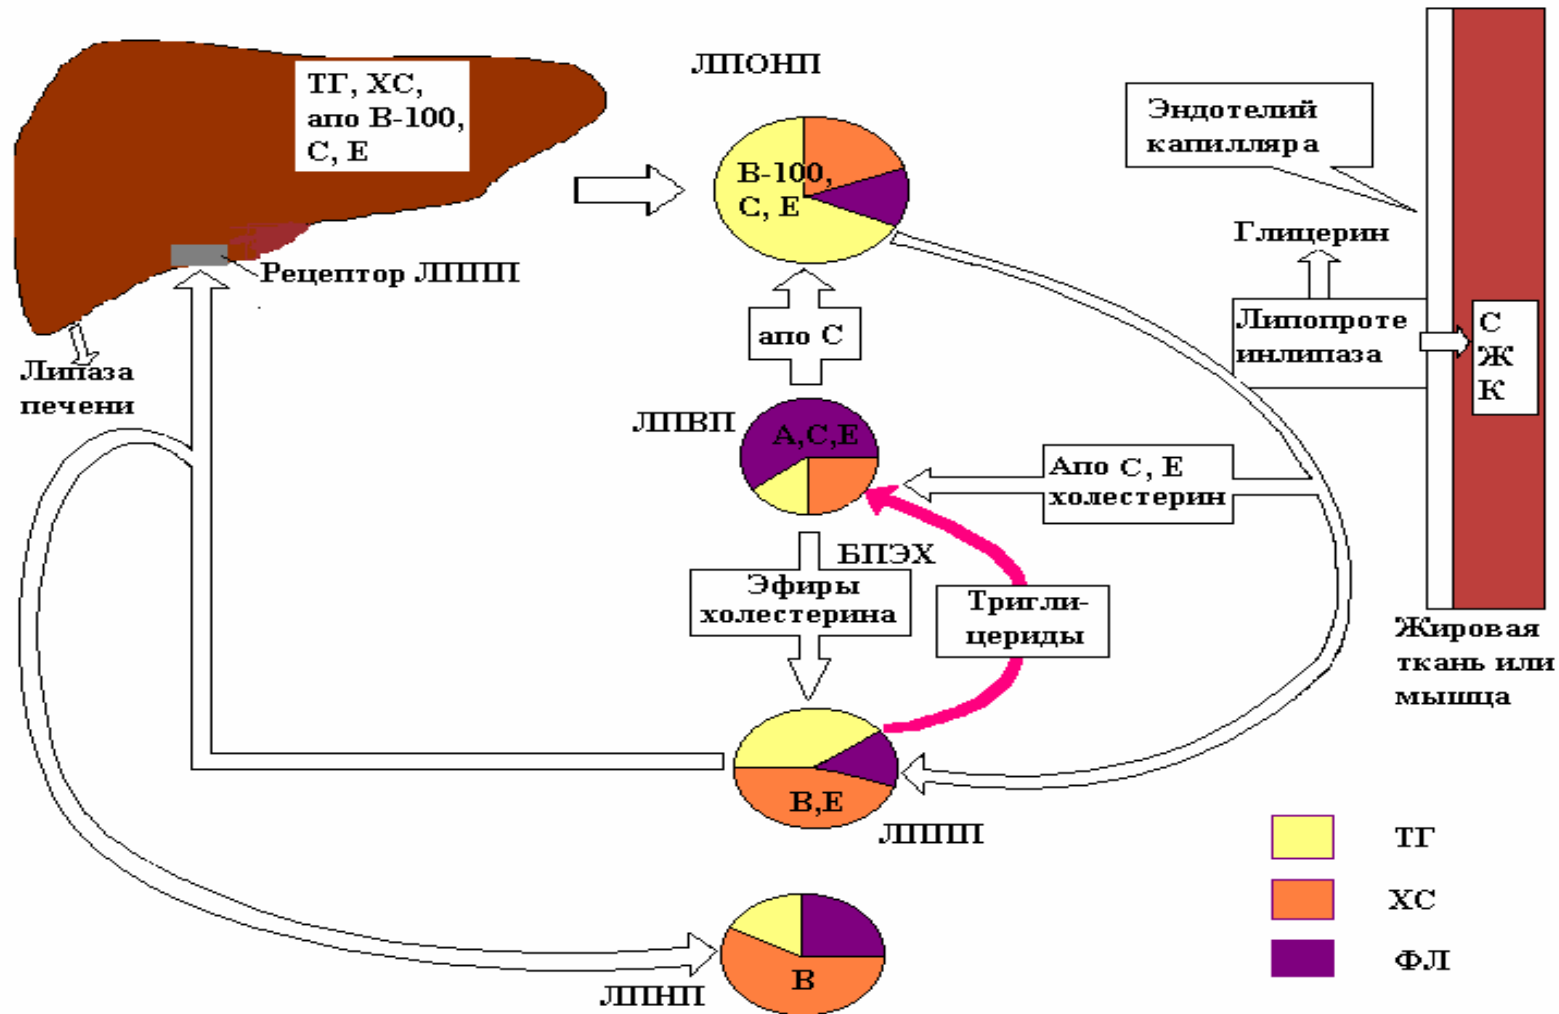 ЛПОНП
ТГ, ХС,
апо В-100,
С, Е
В-100,
С, Е
Эндотелий
капилляра
Глицерин
Рецептор ЛППП
Липопроте
инлипаза
С
Ж
К
апо С
Липаза
печени
ЛПВП
А,С,Е
Апо С, Е
холестерин
БПЭХ
Эфиры
холестерина
Тригли-
цериды
Жировая
ткань или
мышца
В,Е
ЛППП
ТГ
ХС
ФЛ
В
ЛПНП